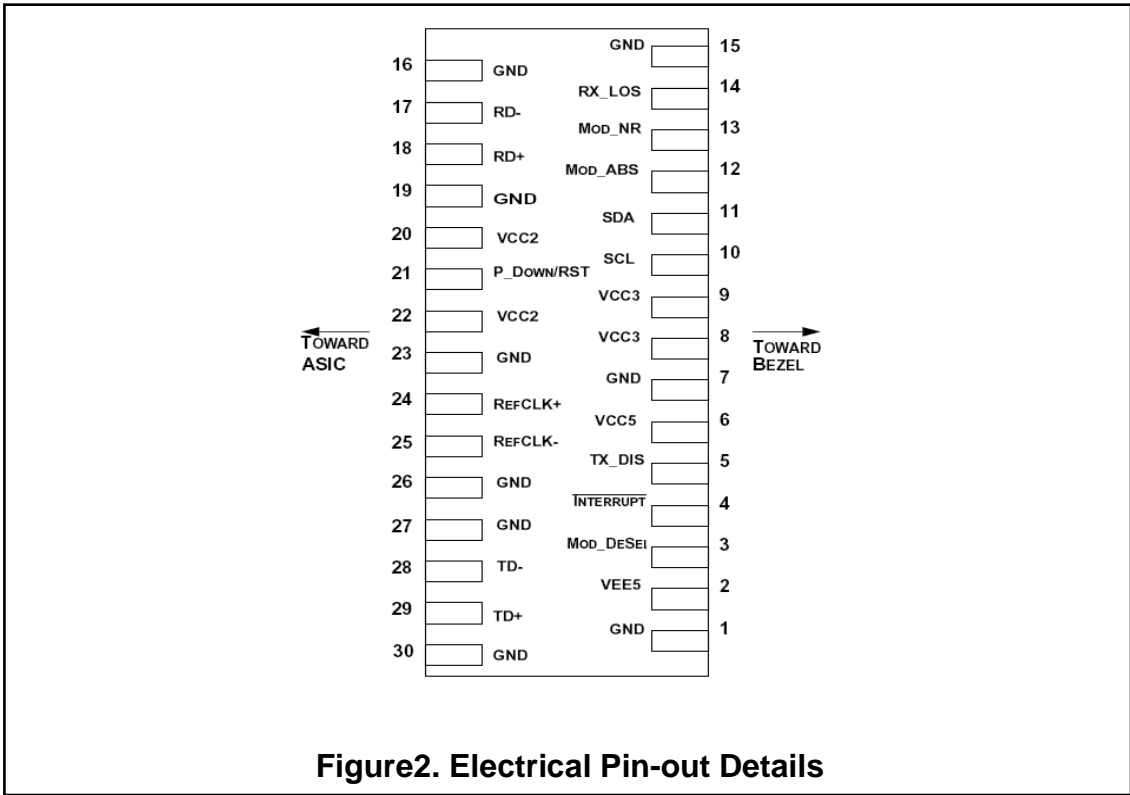 GND 15
16 GND
RX_LOS 14
17 RD-
MOD_NR 13
18 RD+
MOD_ABS 12
19 GND
SDA 11
20 VCC2
SCL 10
21 P_DOWN/RST
VCC3 9
22 VCC2
VCC3 8
TOWARD ASIC
TOWARD BEZEL
23 GND
GND 7
24 REFCLK+
VCC5 6
25 REFCLK-
TX_DIS 5
26 GND
INTERRUPT 4
27 GND
MOD_DESEL 3
28 TD-
VEE5 2
29 TD+
GND 1
30 GND
Figure2. Electrical Pin-out Details